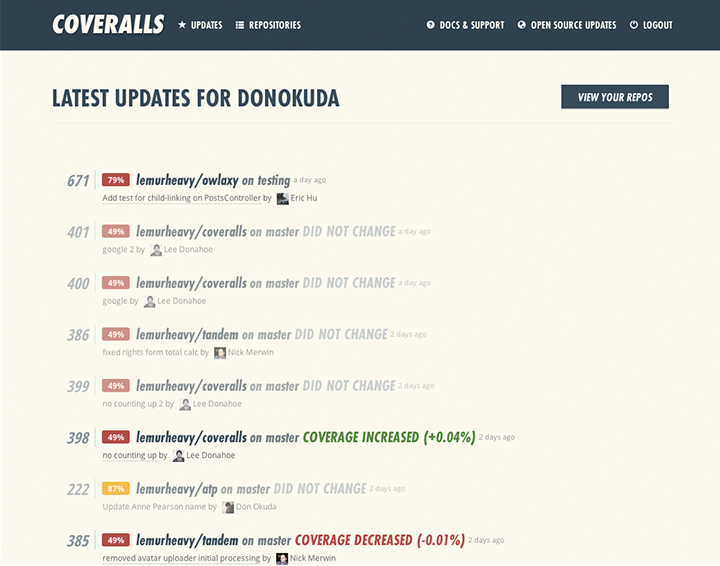 COVERALLS UPDATES REPOSITORIES DOCS & SUPPORT OPEN SOURCE UPDATES LOGOUT
LATEST UPDATES FOR DONOKUDA VIEW YOUR REPOS
671 79% lemurheavy/owlaxy on testing a day ago
Add test for child-linking on PostsController by Eric Hu
401 49% lemurheavy/coveralls on master DID NOT CHANGE a day ago
google 2 by Lee Donahoe
400 49% lemurheavy/coveralls on master DID NOT CHANGE a day ago
google by Lee Donahoe
386 49% lemurheavy/tandem on master DID NOT CHANGE 2 days ago
fixed rights form total calc by Nick Merwin
399 49% lemurheavy/coveralls on master DID NOT CHANGE 2 days ago
no counting up 2 by Lee Donahoe
398 49% lemurheavy/coveralls on master COVERAGE INCREASED (+0.04%) 2 days ago
no counting up by Lee Donahoe
222 87% lemurheavy/atp on master DID NOT CHANGE 2 days ago
Update Anne Pearson name by Don Okuda
385 49% lemurheavy/tandem on master COVERAGE DECREASED (-0.01%) 2 days ago
removed avatar uploader initial processing by Nick Merwin